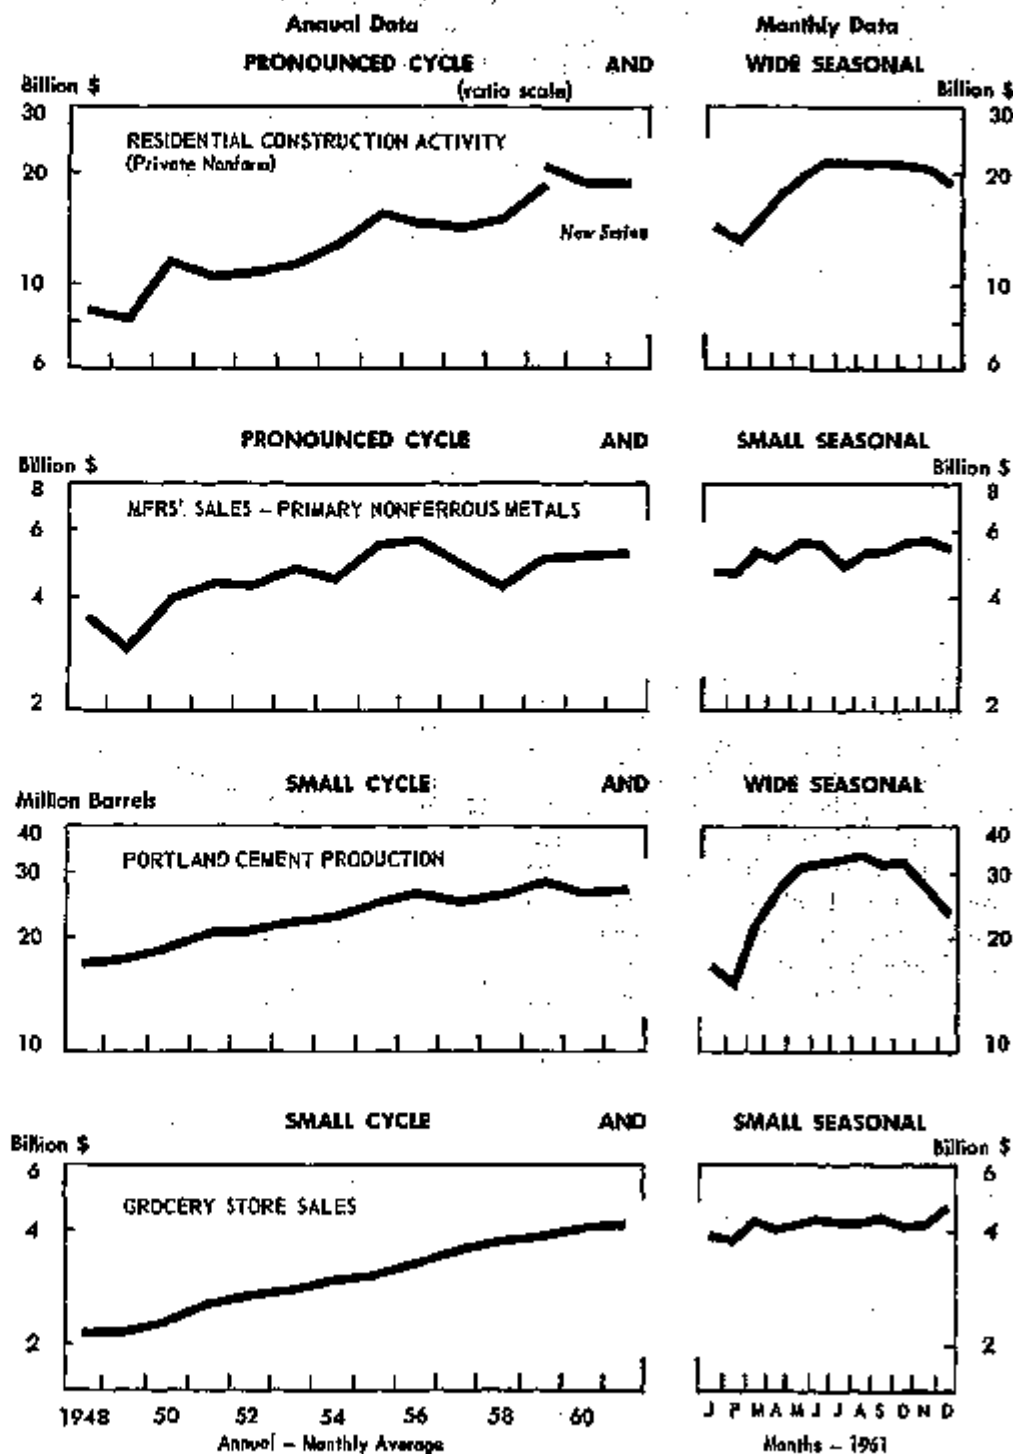 Annual Data Monthly Data
PRONOUNCED CYCLE AND WIDE SEASONAL
Billion $ (ratio scale) Billion $
30 30
RESIDENTIAL CONSTRUCTION ACTIVITY
(Private Nonfarm)
20 20
New Series
10 10
6 6
PRONOUNCED CYCLE AND SMALL SEASONAL
Billion $ Billion $
8 8
MFRS'. SALES – PRIMARY NONFERROUS METALS
6 6
4 4
2 2
SMALL CYCLE AND WIDE SEASONAL
Million Barrels
40 40
PORTLAND CEMENT PRODUCTION
30 30
20 20
10 10
SMALL CYCLE AND SMALL SEASONAL
Billion $ Billion $
6 6
GROCERY STORE SALES
4 4
2 2
1948 50 52 54 56 58 60 J F M A M J J A S O N D
Annual – Monthly Average Months – 1961